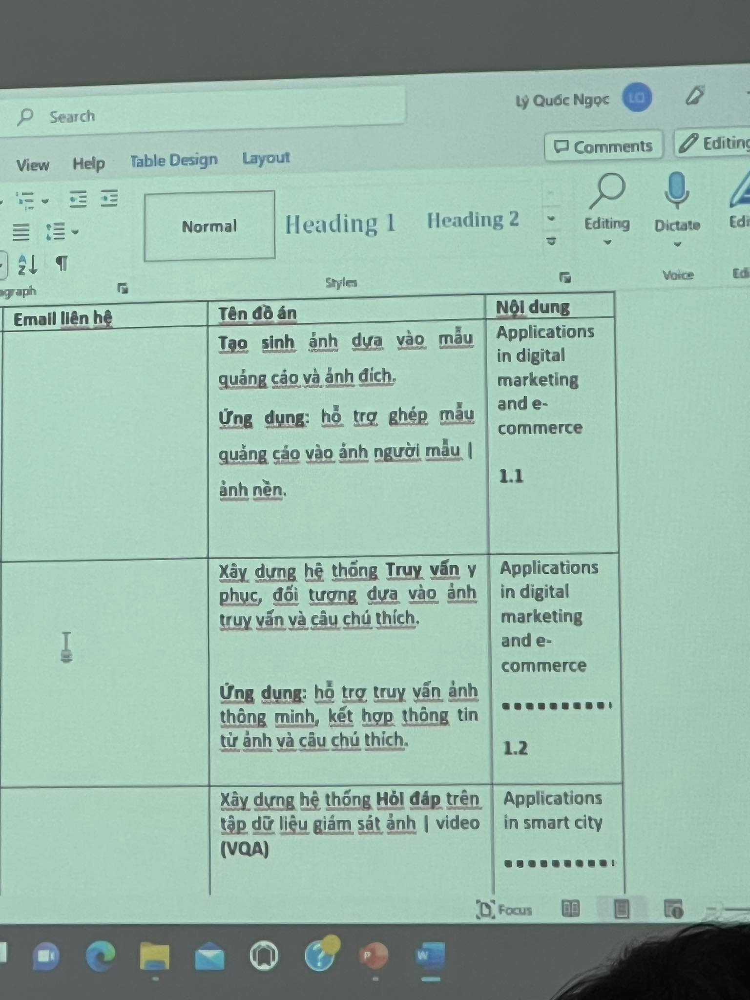 Search
Lý Quốc Ngọc
LQ
Comments
Editing
View Help Table Design Layout
Normal
Heading 1
Heading 2
Editing
Dictate
Styles
Voice
Email liên hệ
Tên đồ án
Nội dung
Tạo sinh ảnh dựa vào mẫu
quảng cáo và ảnh đích.
Ứng dụng: hỗ trợ ghép mẫu
quảng cáo vào ảnh người mẫu |
ảnh nền.
Applications
in digital
marketing
and e-
commerce
1.1
Xây dựng hệ thống Truy vấn y
phục, đối tượng dựa vào ảnh
truy vấn và câu chú thích.
Ứng dụng: hỗ trợ truy vấn ảnh
thông minh, kết hợp thông tin
từ ảnh và câu chú thích.
Applications
in digital
marketing
and e-
commerce
..........
1.2
Xây dựng hệ thống Hỏi đáp trên
tập dữ liệu giám sát ảnh | video
(VQA)
Applications
in smart city
..........
Focus